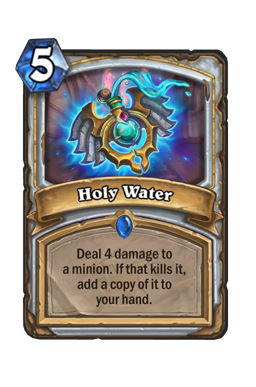 5
Holy Water
Deal 4 damage to
a minion. If that kills it,
add a copy of it to
your hand.